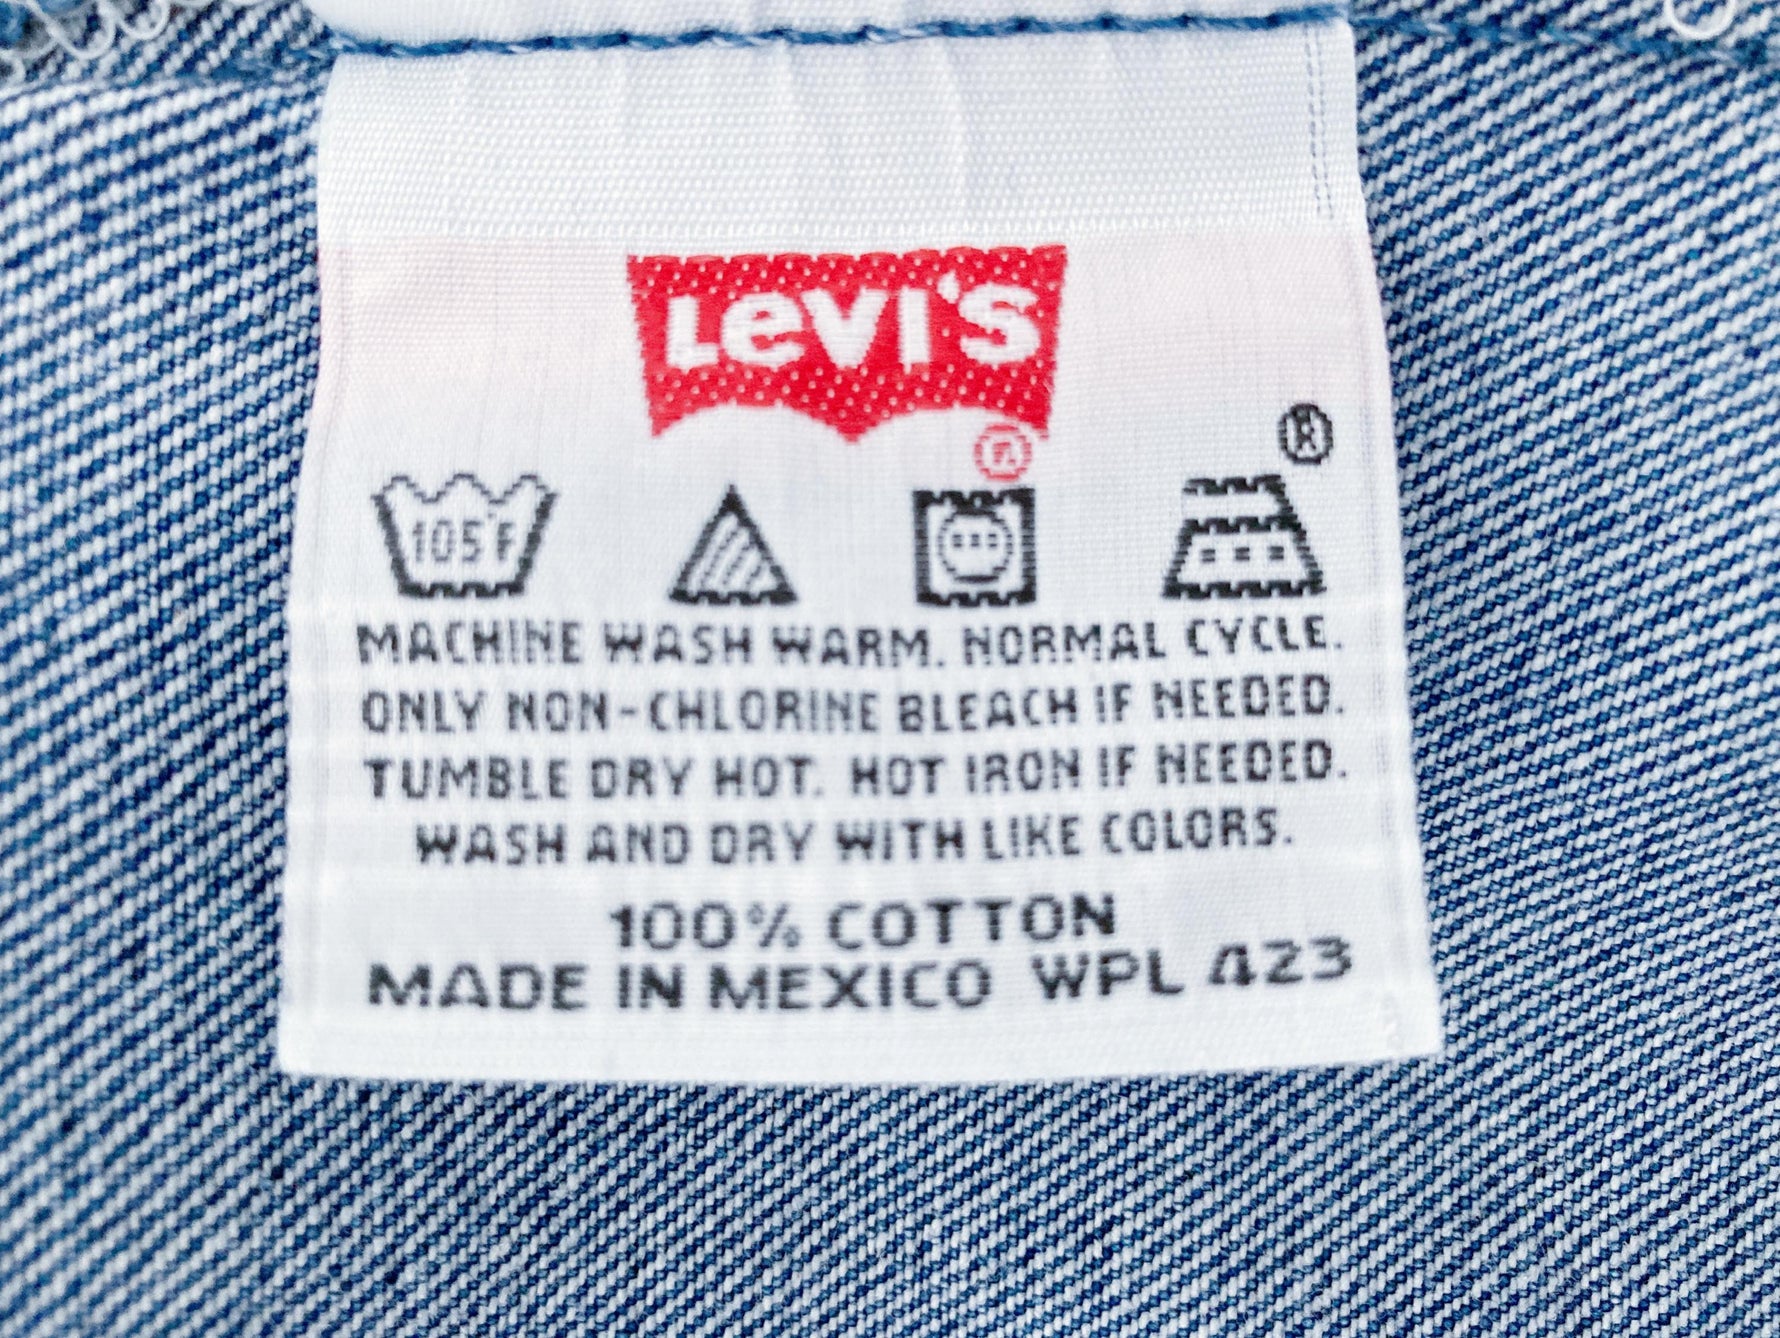 LEVI'S
®
®
105°F
MACHINE WASH WARM. NORMAL CYCLE.
ONLY NON-CHLORINE BLEACH IF NEEDED.
TUMBLE DRY HOT. HOT IRON IF NEEDED.
WASH AND DRY WITH LIKE COLORS.
100% COTTON
MADE IN MEXICO WPL 423